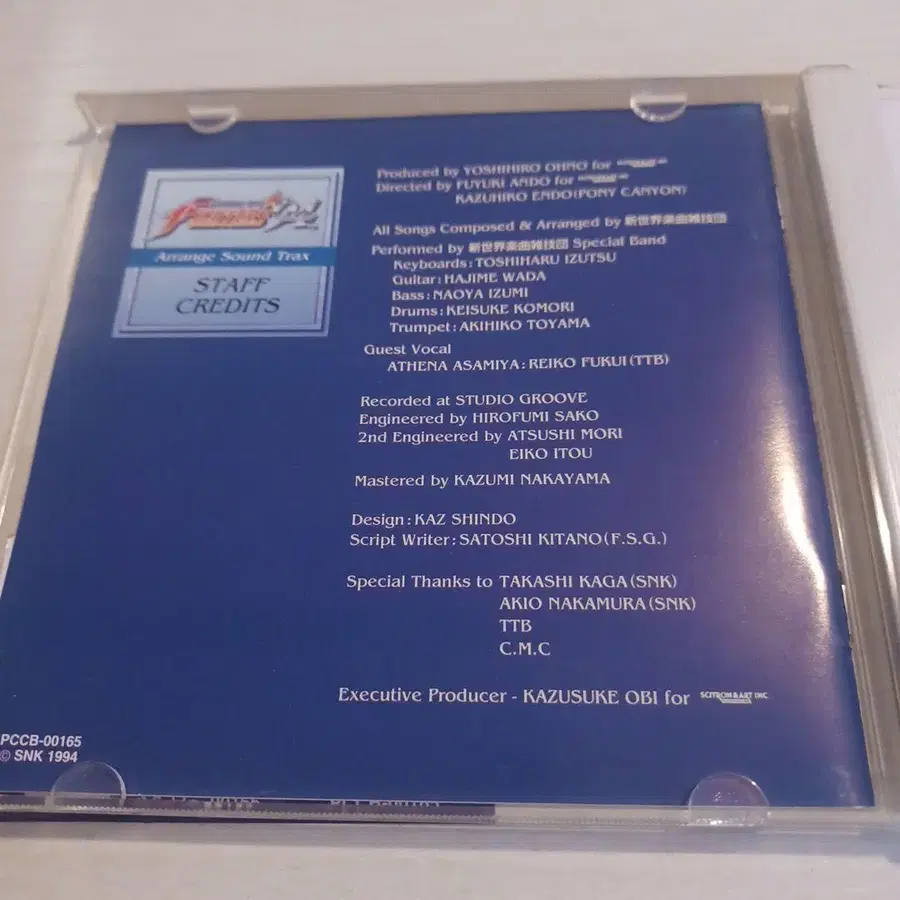 Arrange Sound Trax
STAFF
CREDITS
Produced by YOSHIHIRO OHNO for
Directed by FUYUKI ANDO for
KAZUHIKO ENDO(PONY CANYON)
All Songs Composed & Arranged by 新世界楽曲雑技団
Performed by 新世界楽曲雑技団 Special Band
Keyboards:TOSHIHARU IZUTSU
Guitar:HAJIME WADA
Bass:NAOYA IZUMI
Drums:KEISUKE KOMORI
Trumpet:AKIHIKO TOYAMA
Guest Vocal
ATHENA ASAMIYA:REIKO FUKUI(TTB)
Recorded at STUDIO GROOVE
Engineered by HIROFUMI SAKO
2nd Engineered by ATSUSHI MORI
EIKO ITOU
Mastered by KAZUMI NAKAYAMA
Design:KAZ SHINDO
Script Writer:SATOSHI KITANO(F.S.G.)
Special Thanks to TAKASHI KAGA(SNK)
AKIO NAKAMURA(SNK)
TTB
C.M.C
Executive Producer - KAZUSUKE OBI for SCITRON & ART INC
PCCB-00165
© SNK 1994